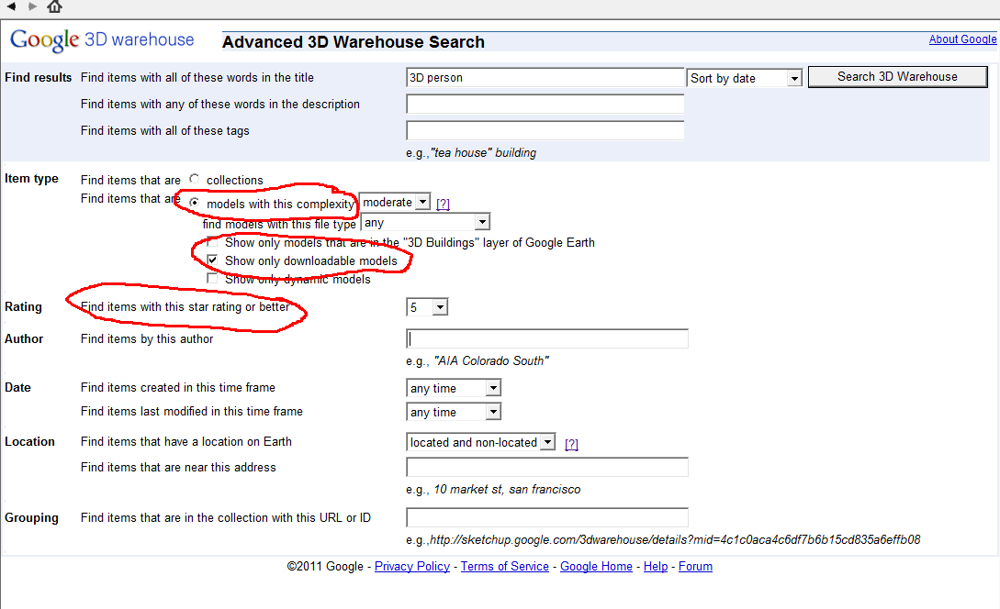 Google 3D warehouse Advanced 3D Warehouse Search About Google
Find results Find items with all of these words in the title 3D person Sort by date Search 3D Warehouse
Find items with any of these words in the description
Find items with all of these tags
e.g.,"tea house" building
Item type Find items that are collections
Find items that are models with this complexity moderate [?]
find models with this file type any
Show only models that are in the "3D Buildings" layer of Google Earth
Show only downloadable models
Show only dynamic models
Rating Find items with this star rating or better 5
Author Find items by this author
e.g., "AIA Colorado South"
Date Find items created in this time frame any time
Find items last modified in this time frame any time
Location Find items that have a location on Earth located and non-located [?]
Find items that are near this address
e.g., 10 market st, san francisco
Grouping Find items that are in the collection with this URL or ID
e.g.,http://sketchup.google.com/3dwarehouse/details?mid=4c1c0aca4c6df7b6b15cd835a6effb08
©2011 Google - Privacy Policy - Terms of Service - Google Home - Help - Forum